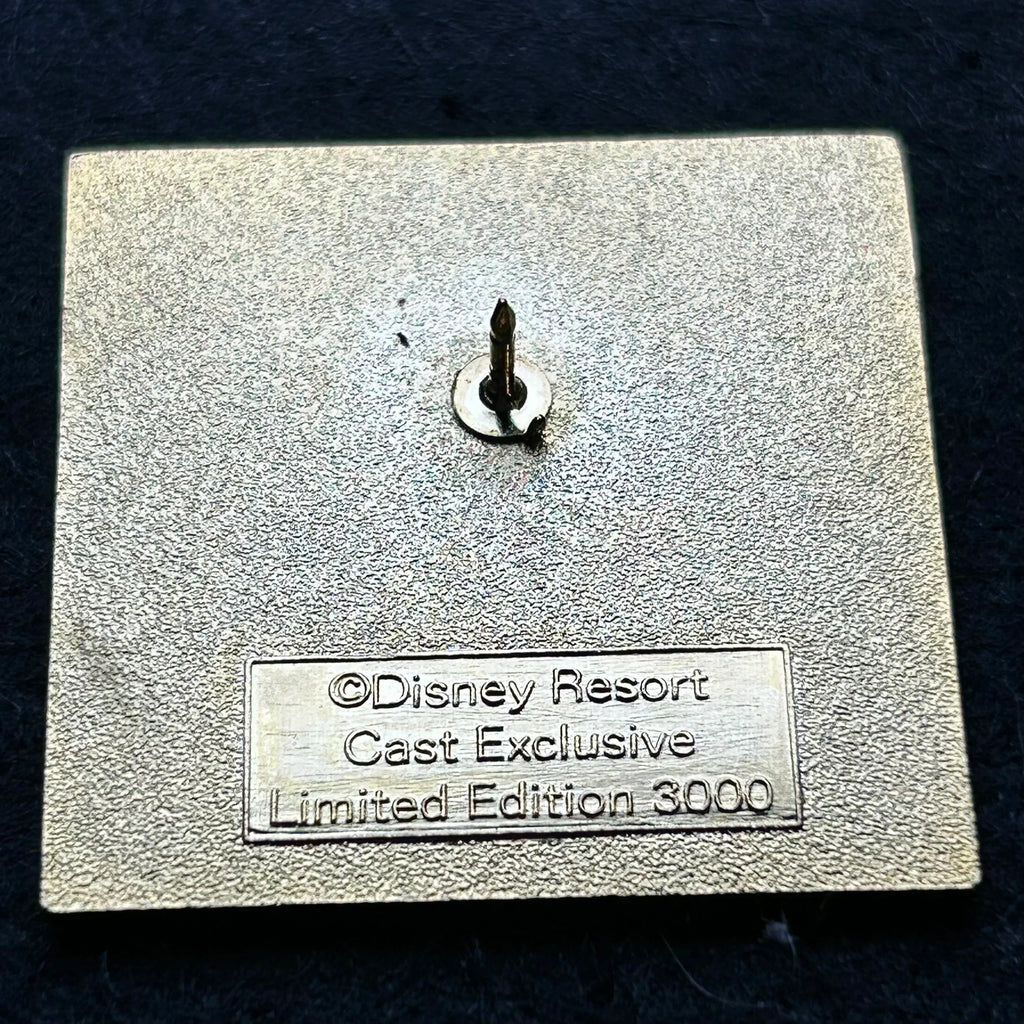 ©Disney Resort
Cast Exclusive
Limited Edition 3000